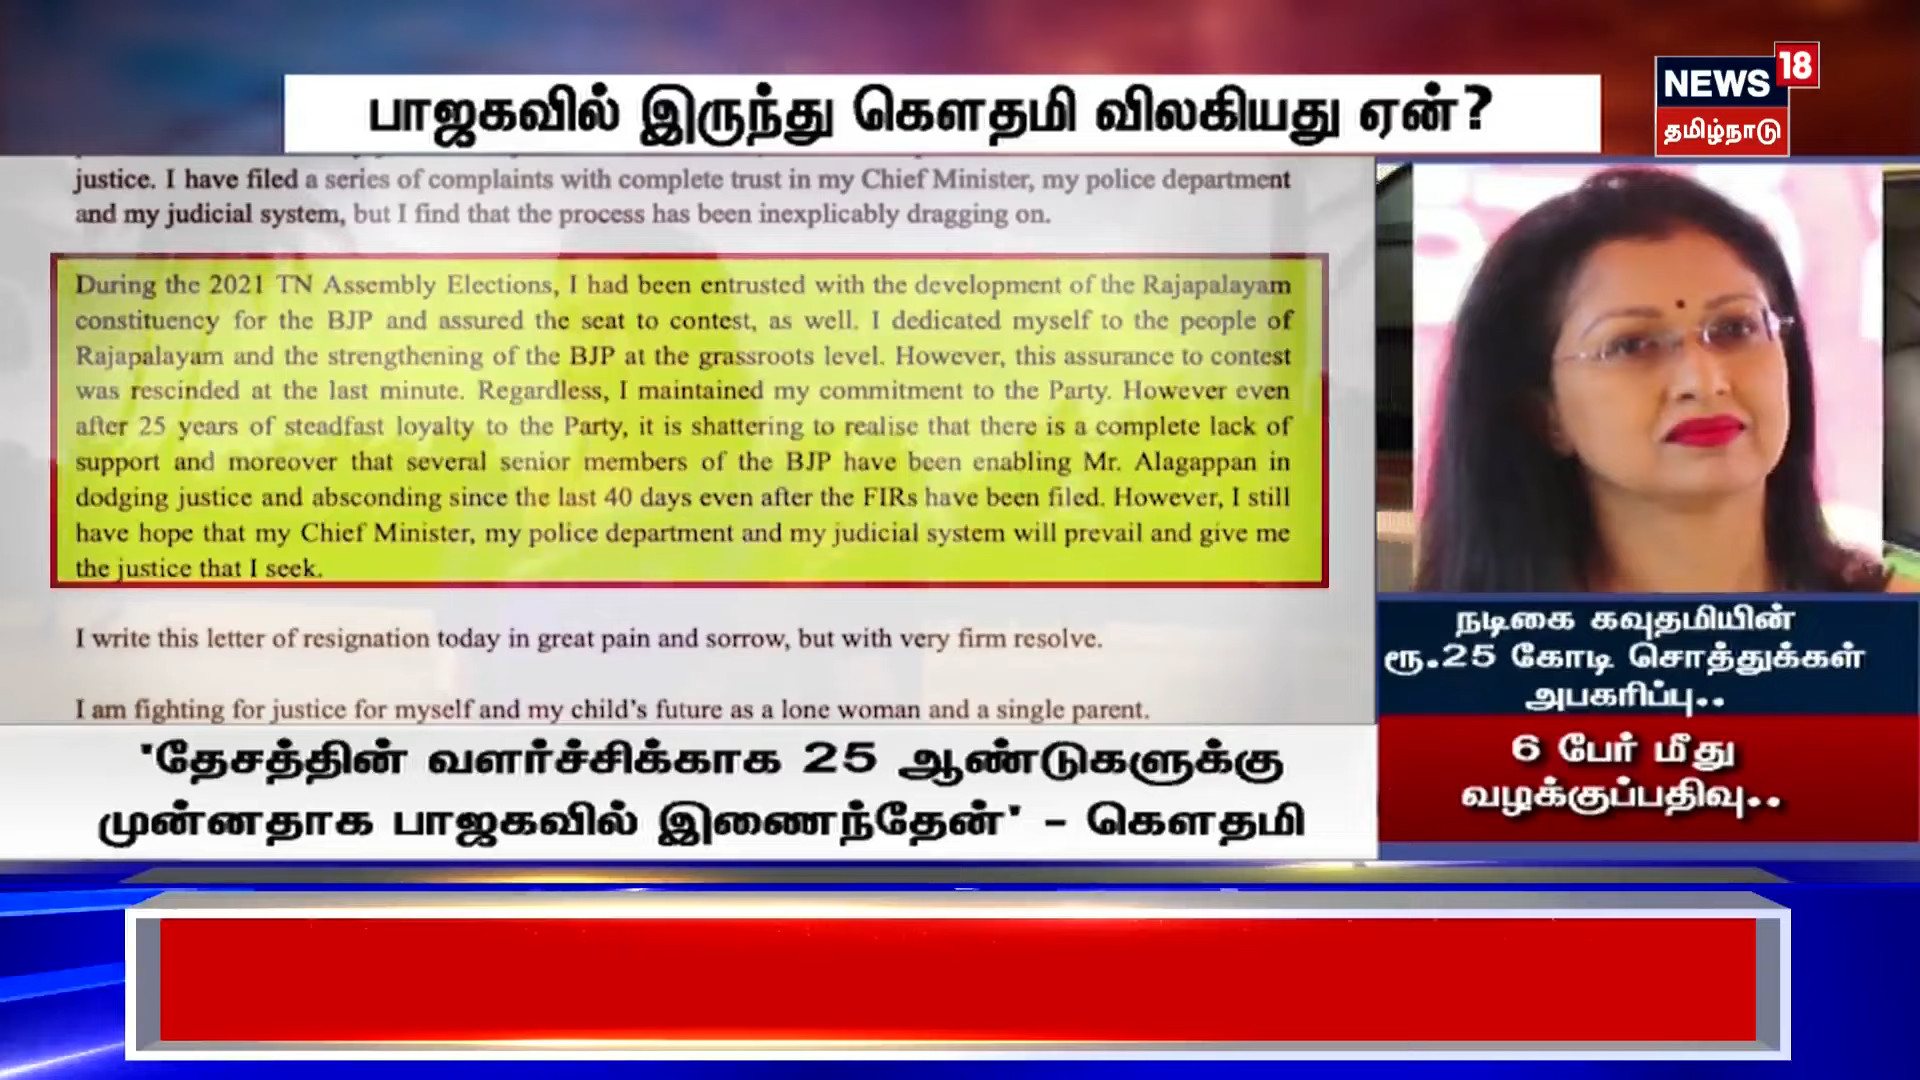 பாஜகவில் இருந்து கௌதமி விலகியது ஏன்?
NEWS 18
தமிழ்நாடு
justice. I have filed a series of complaints with complete trust in my Chief Minister, my police department
and my judicial system, but I find that the process has been inexplicably dragging on.
During the 2021 TN Assembly Elections, I had been entrusted with the development of the Rajapalayam
constituency for the BJP and assured the seat to contest, as well. I dedicated myself to the people of
Rajapalayam and the strengthening of the BJP at the grassroots level. However, this assurance to contest
was rescinded at the last minute. Regardless, I maintained my commitment to the Party. However even
after 25 years of steadfast loyalty to the Party, it is shattering to realise that there is a complete lack of
support and moreover that several senior members of the BJP have been enabling Mr. Alagappan in
dodging justice and absconding since the last 40 days even after the FIRs have been filed. However, I still
have hope that my Chief Minister, my police department and my judicial system will prevail and give me
the justice that I seek.
I write this letter of resignation today in great pain and sorrow, but with very firm resolve.
I am fighting for justice for myself and my child's future as a lone woman and a single parent.
நடிகை கவுதமியின்
ரூ.25 கோடி சொத்துக்கள்
அபகரிப்பு..
6 பேர் மீது
வழக்குப்பதிவு..
'தேசத்தின் வளர்ச்சிக்காக 25 ஆண்டுகளுக்கு
முன்னதாக பாஜகவில் இணைந்தேன்' - கௌதமி